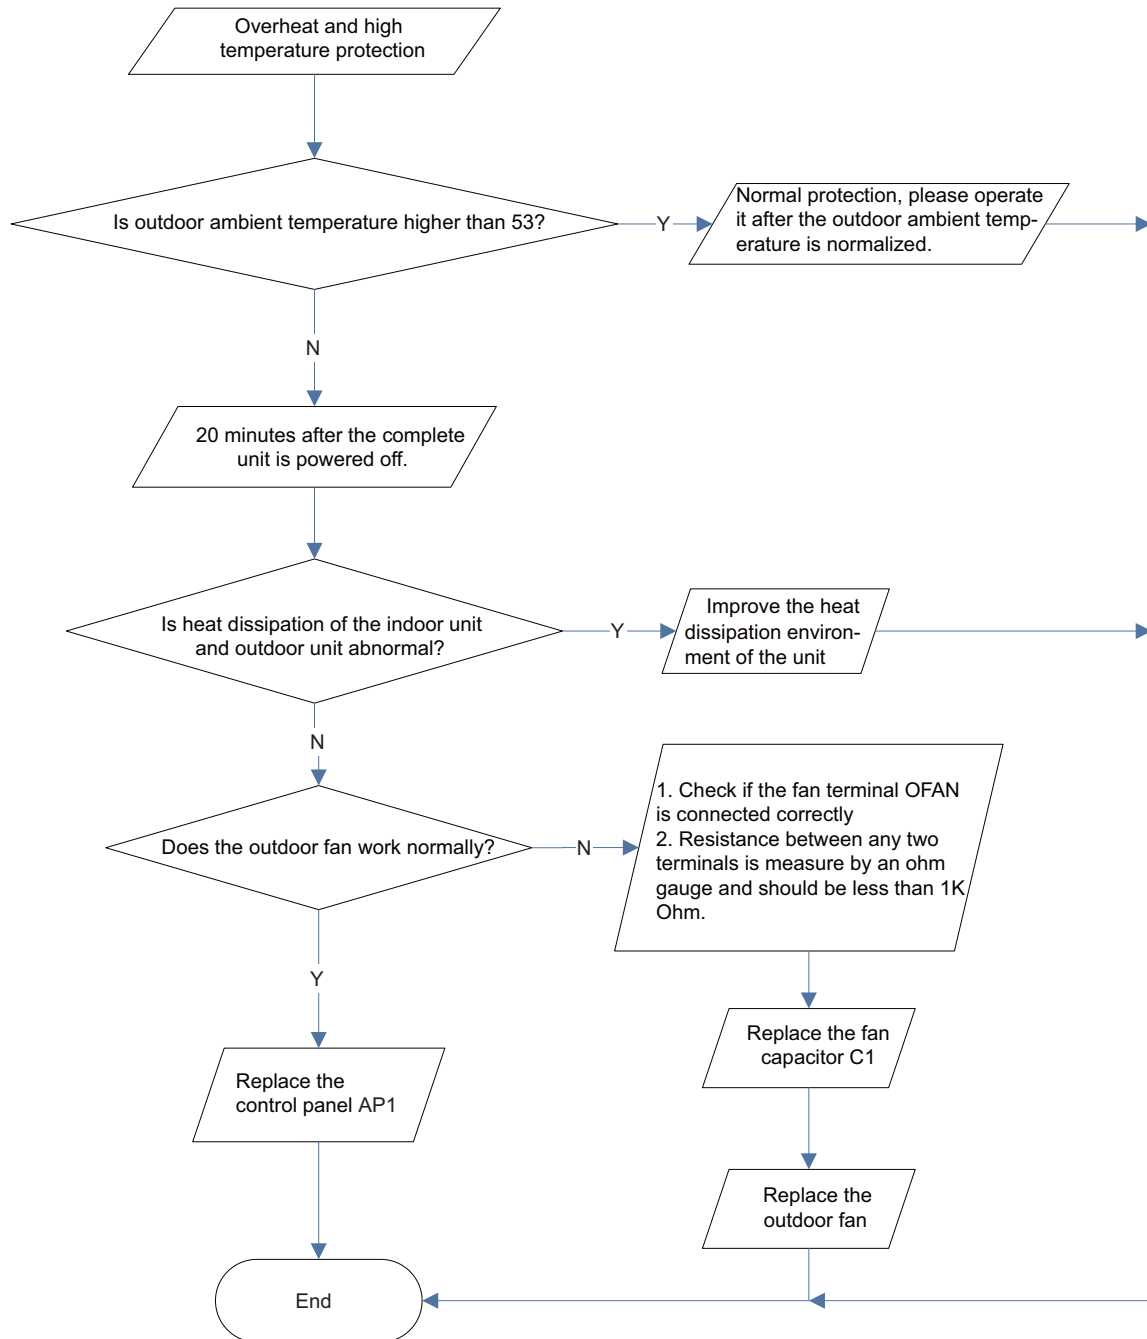 Overheat and high
temperature protection
Is outdoor ambient temperature higher than 53?
Y
Normal protection, please operate
it after the outdoor ambient temp-
erature is normalized.
N
20 minutes after the complete
unit is powered off.
Is heat dissipation of the indoor unit
and outdoor unit abnormal?
Y
Improve the heat
dissipation environ-
ment of the unit
N
Does the outdoor fan work normally?
N
1. Check if the fan terminal OFAN
is connected correctly
2. Resistance between any two
terminals is measure by an ohm
gauge and should be less than 1K
Ohm.
Y
Replace the fan
capacitor C1
Replace the
control panel AP1
Replace the
outdoor fan
End